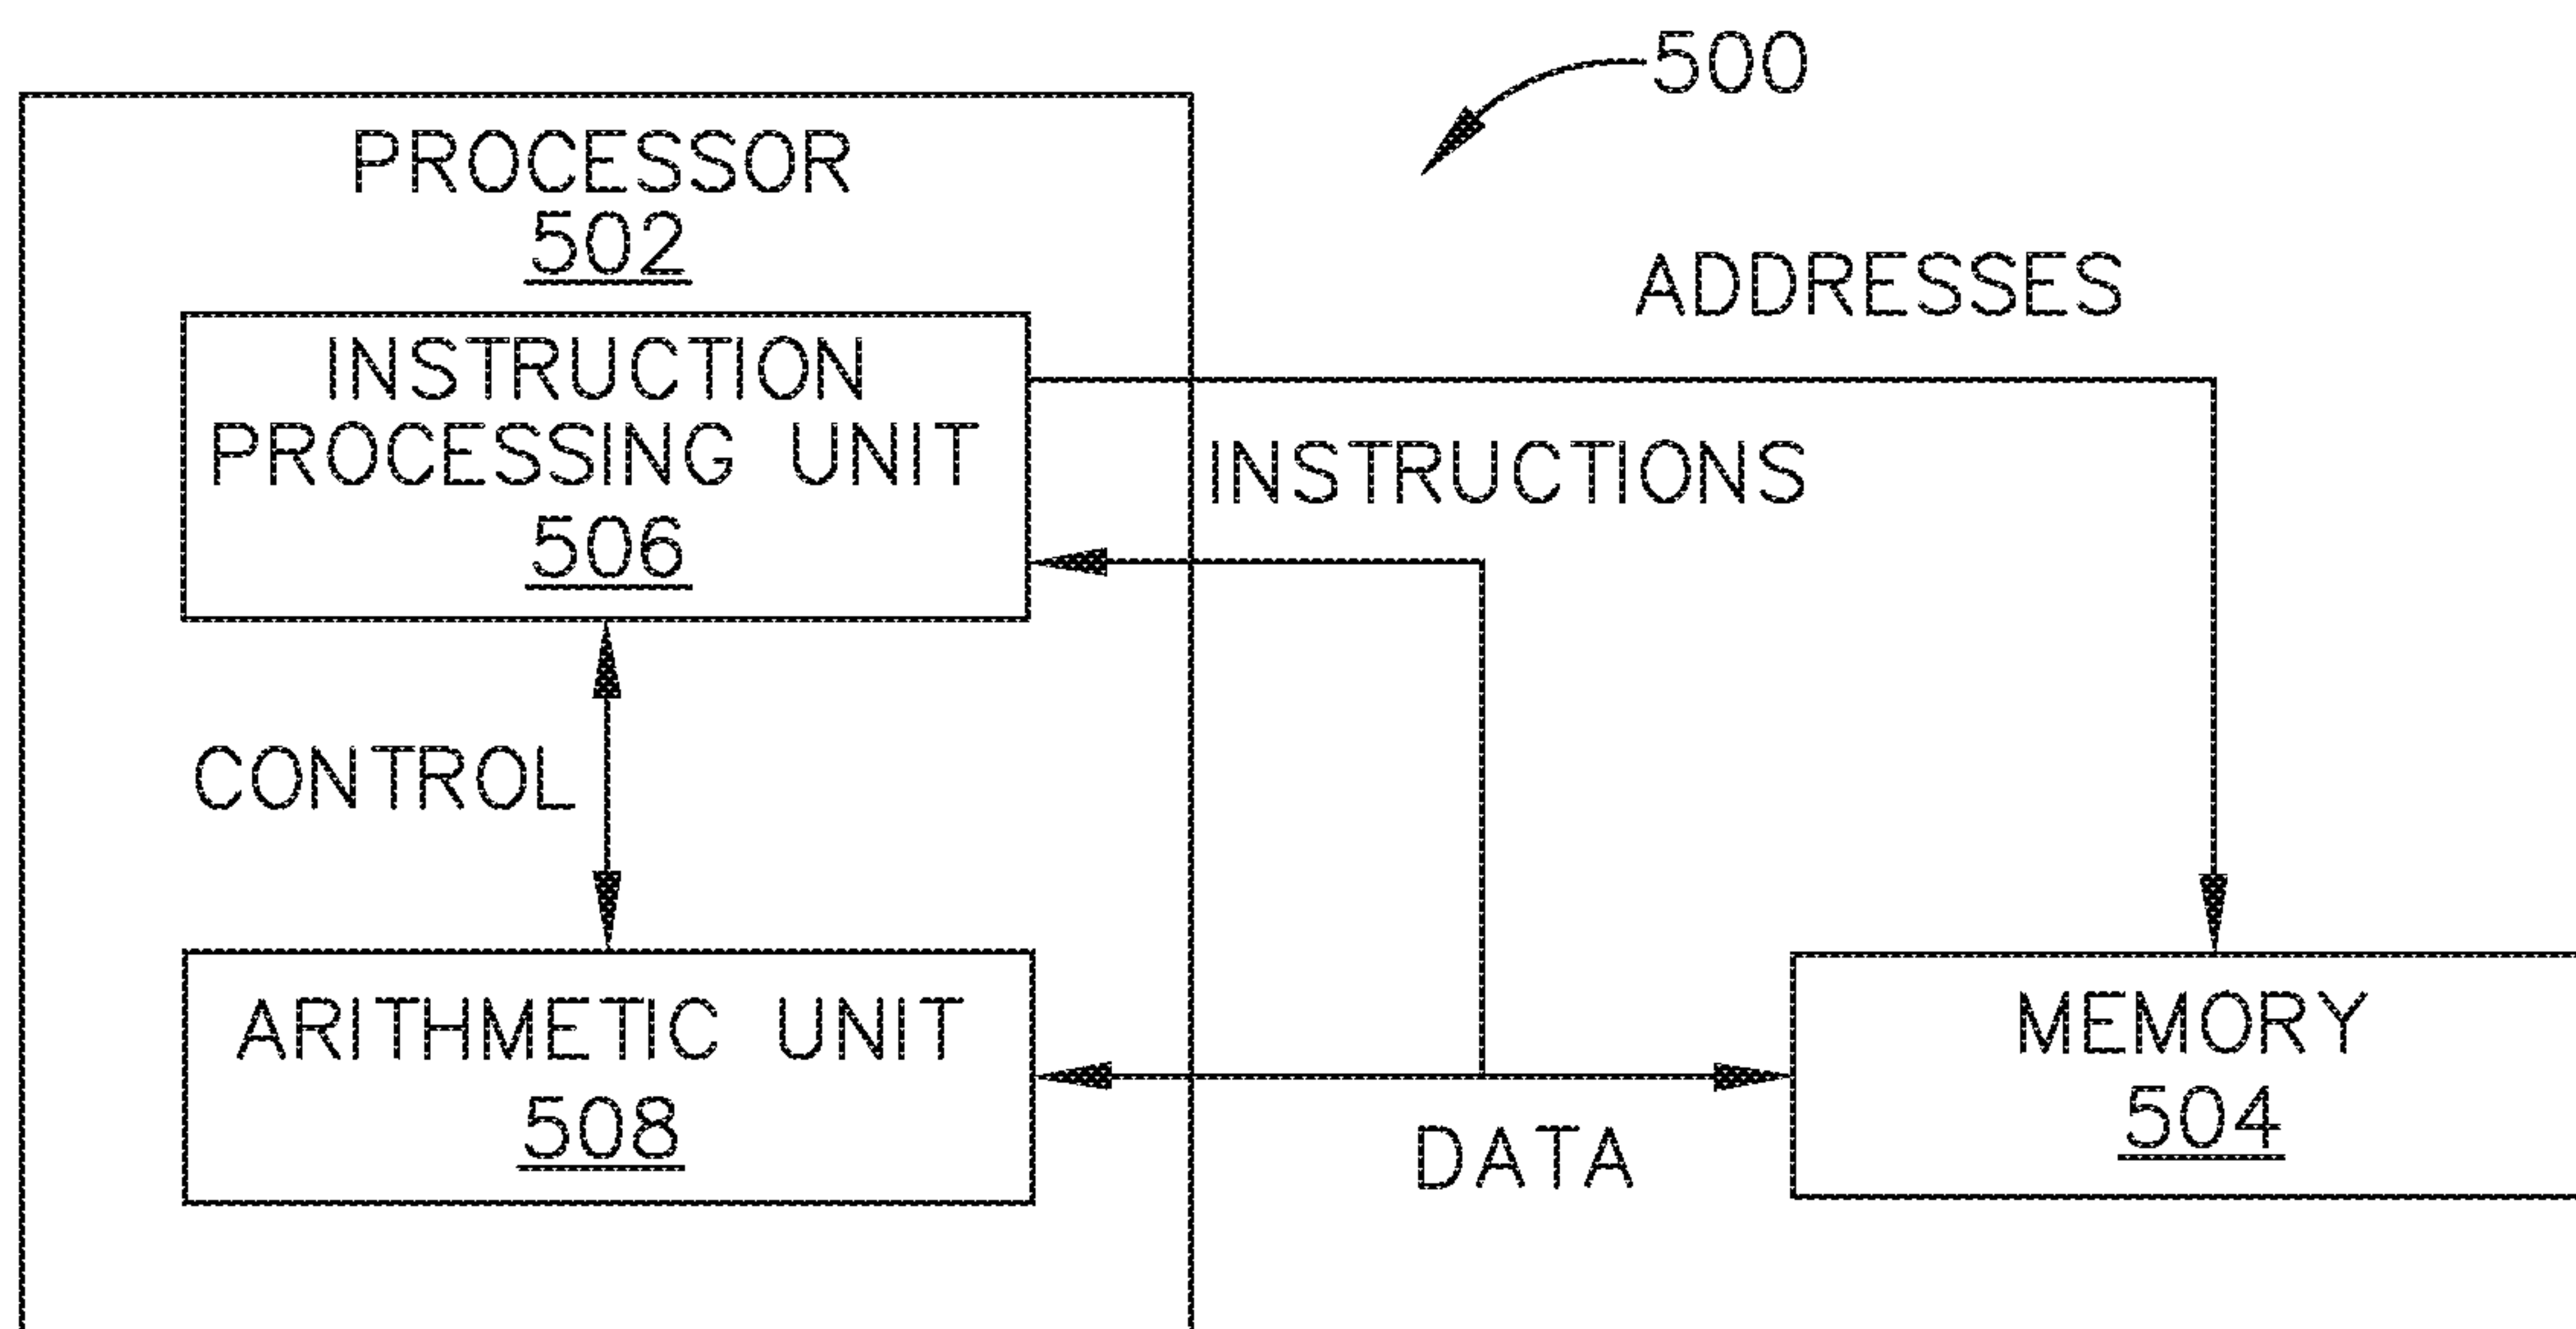 500
PROCESSOR
502
ADDRESSES
INSTRUCTION
PROCESSING UNIT
506
INSTRUCTIONS
CONTROL
ARITHMETIC UNIT
508
DATA
MEMORY
504